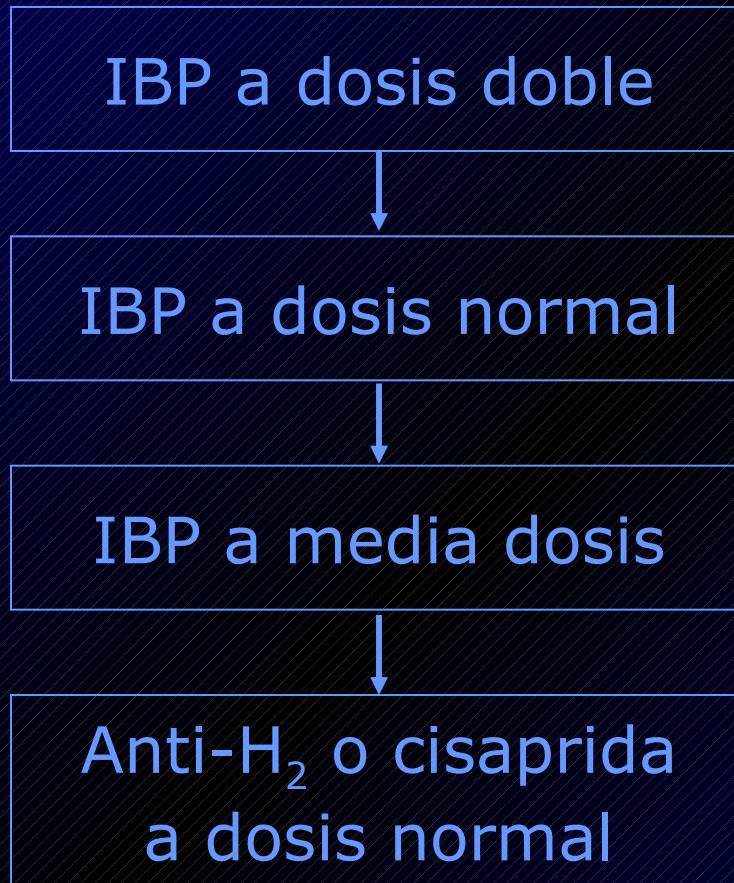 IBP a dosis doble
IBP a dosis normal
IBP a media dosis
Anti-H₂ o cisaprida
a dosis normal